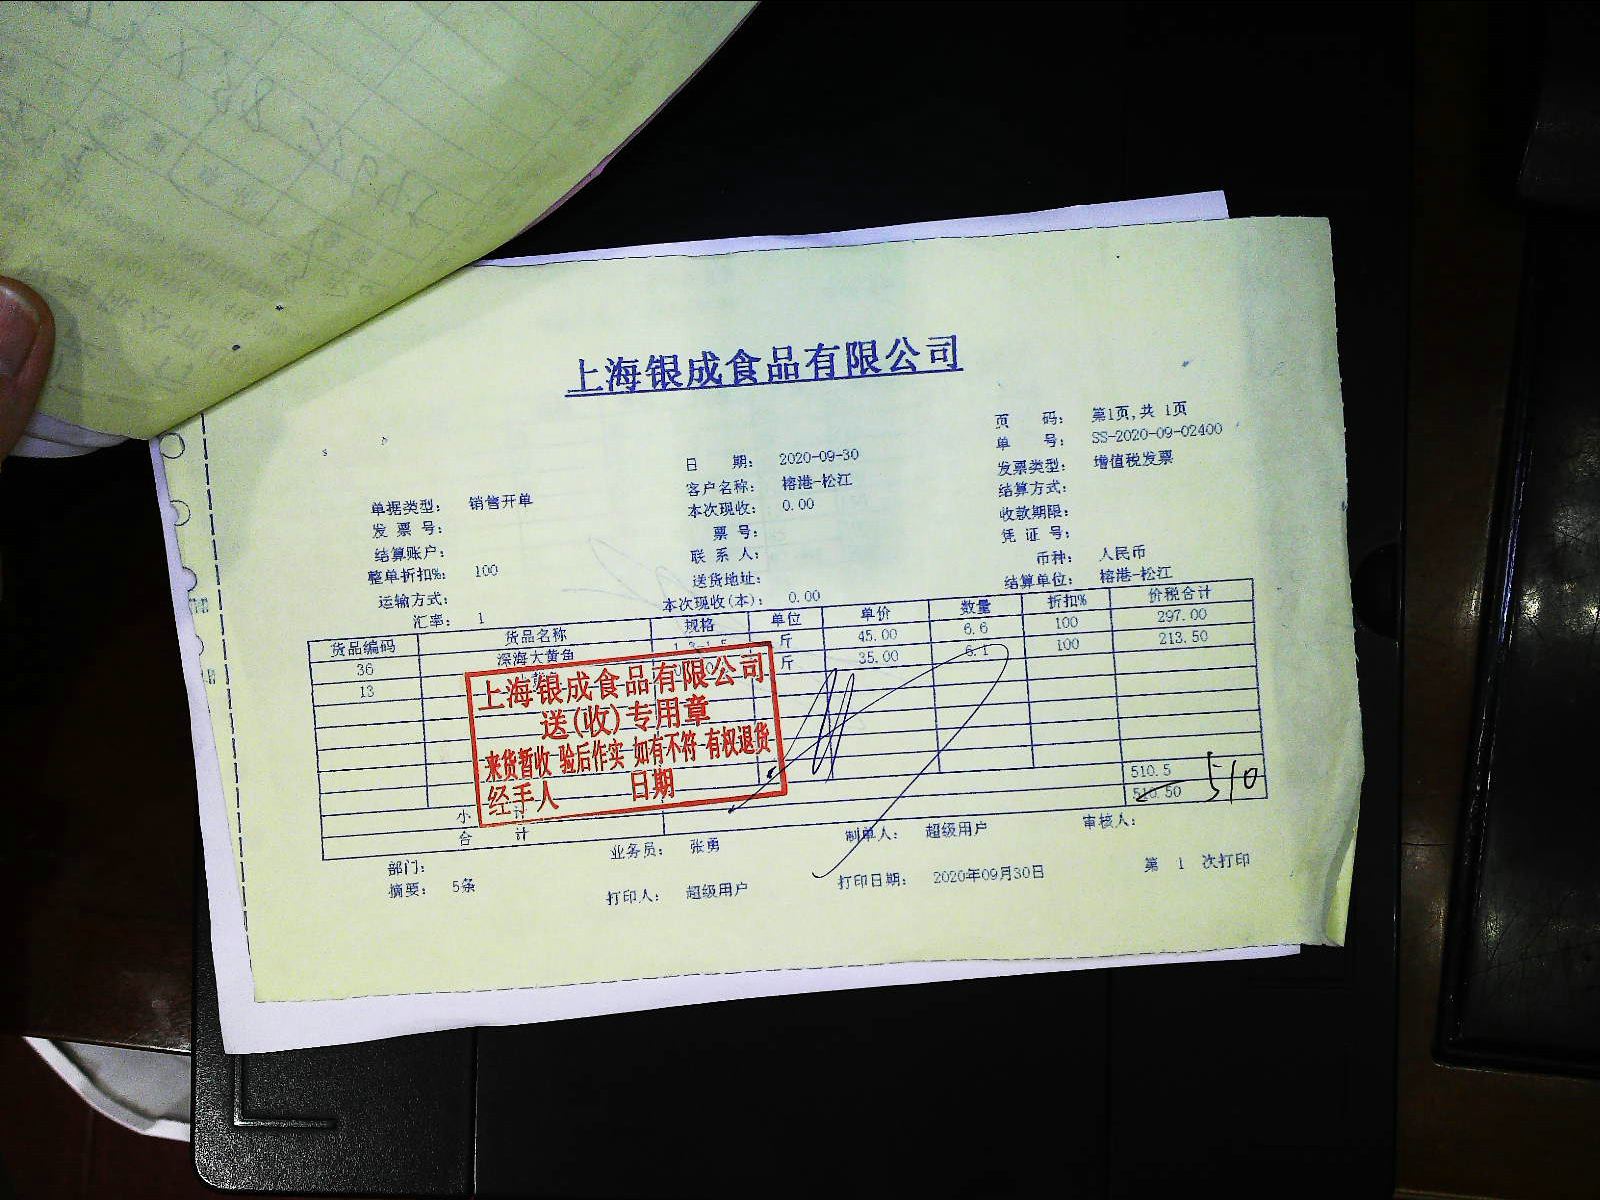 上海银成食品有限公司
页 码： 第1页,共 1页
单 号： SS-2020-09-02400
日 期： 2020-09-30
发票类型： 增值税发票
单据类型： 销售开单
客户名称： 榕港-松江
结算方式：
发 票 号：
本次现收： 0.00
收款期限：
结算账户：
票 号：
凭 证 号：
整单折扣%： 100
联 系 人：
币种： 人民币
运输方式：
送货地址：
结算单位： 榕港-松江
汇率： 1
本次现收(本)： 0.00
货品编码 货品名称 规格 单位 单价 数量 折扣% 价税合计
36 深海大黄鱼 斤 45.00 6.6 100 297.00
13 斤 35.00 6.1 100 213.50
上海银成食品有限公司
送(收)专用章
来货暂收 验后作实 如有不符 有权退货
经手人 日期
小 计 510.5
合 计 510.50 510
部门： 业务员： 张勇 制单人： 超级用户 审核人：
摘要： 5条 打印人： 超级用户 打印日期： 2020年09月30日 第 1 次打印